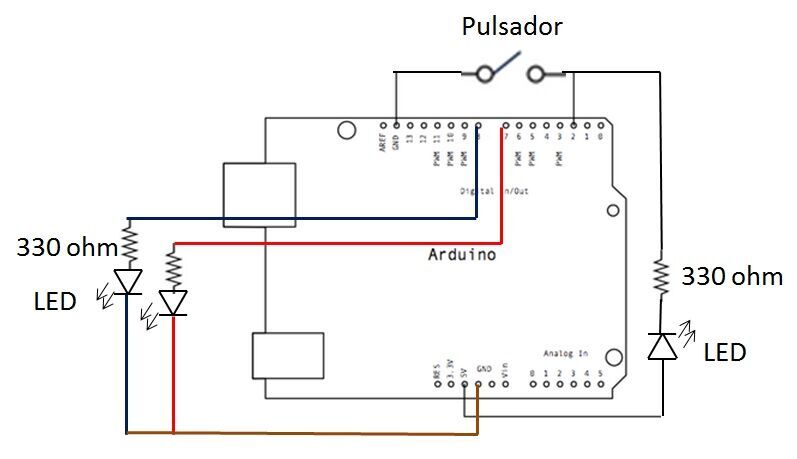 Pulsador
AREF GND 13 12 11 10 9 8 7 6 5 4 3 2 1 0
PWM PWM PWM PWM PWM PWM
Digital In/Out
330 ohm
Arduino
330 ohm
LED
LED
Analog In
RES 3.3V 5V GND Vin 0 1 2 3 4 5